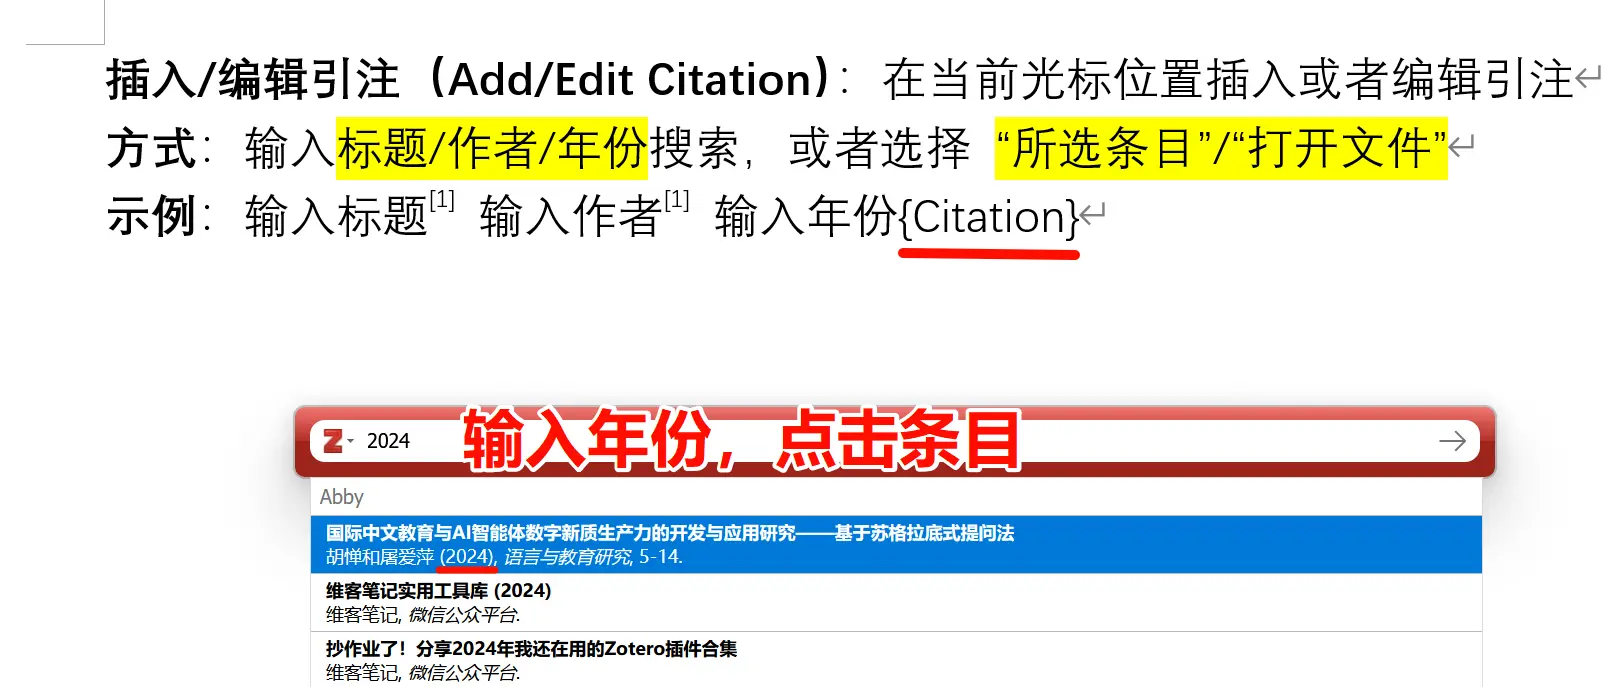 插入/编辑引注（Add/Edit Citation）：在当前光标位置插入或者编辑引注↵
方式：输入标题/作者/年份搜索，或者选择 “所选条目”/“打开文件”↵
示例：输入标题[1] 输入作者[1] 输入年份{Citation}↵
Z 2024 输入年份，点击条目
Abby
国际中文教育与AI智能体数字新质生产力的开发与应用研究——基于苏格拉底式提问法
胡惮和屠爱萍 (2024), 语言与教育研究, 5-14.
维客笔记实用工具库 (2024)
维客笔记, 微信公众平台.
抄作业了！分享2024年我还在用的Zotero插件合集
维客笔记, 微信公众平台.